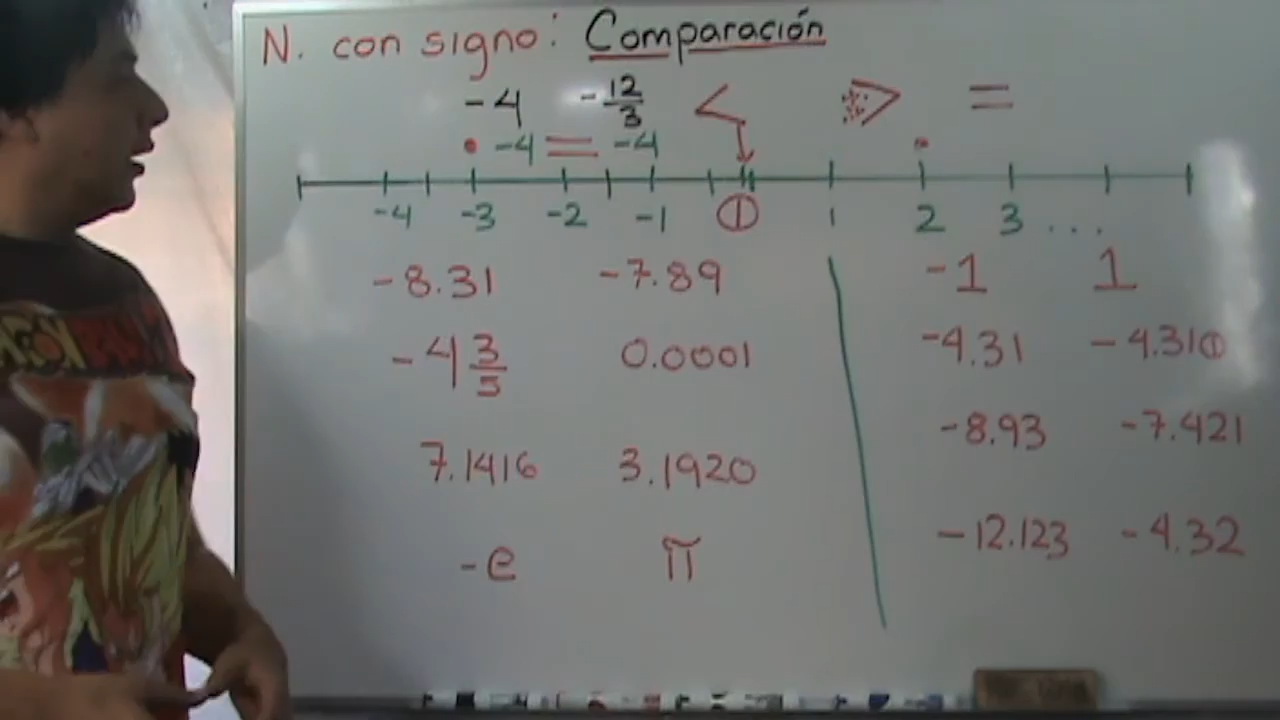 N. con signo: Comparación
-4 -12/3 < > =
-4 = -4
-4 -3 -2 -1 0 1 2 3 ...
-8.31 -7.89 -1 1
-4 3/5 0.0001 -4.31 -4.310
7.1416 3.1920 -8.93 -7.421
-e π -12.123 -4.32